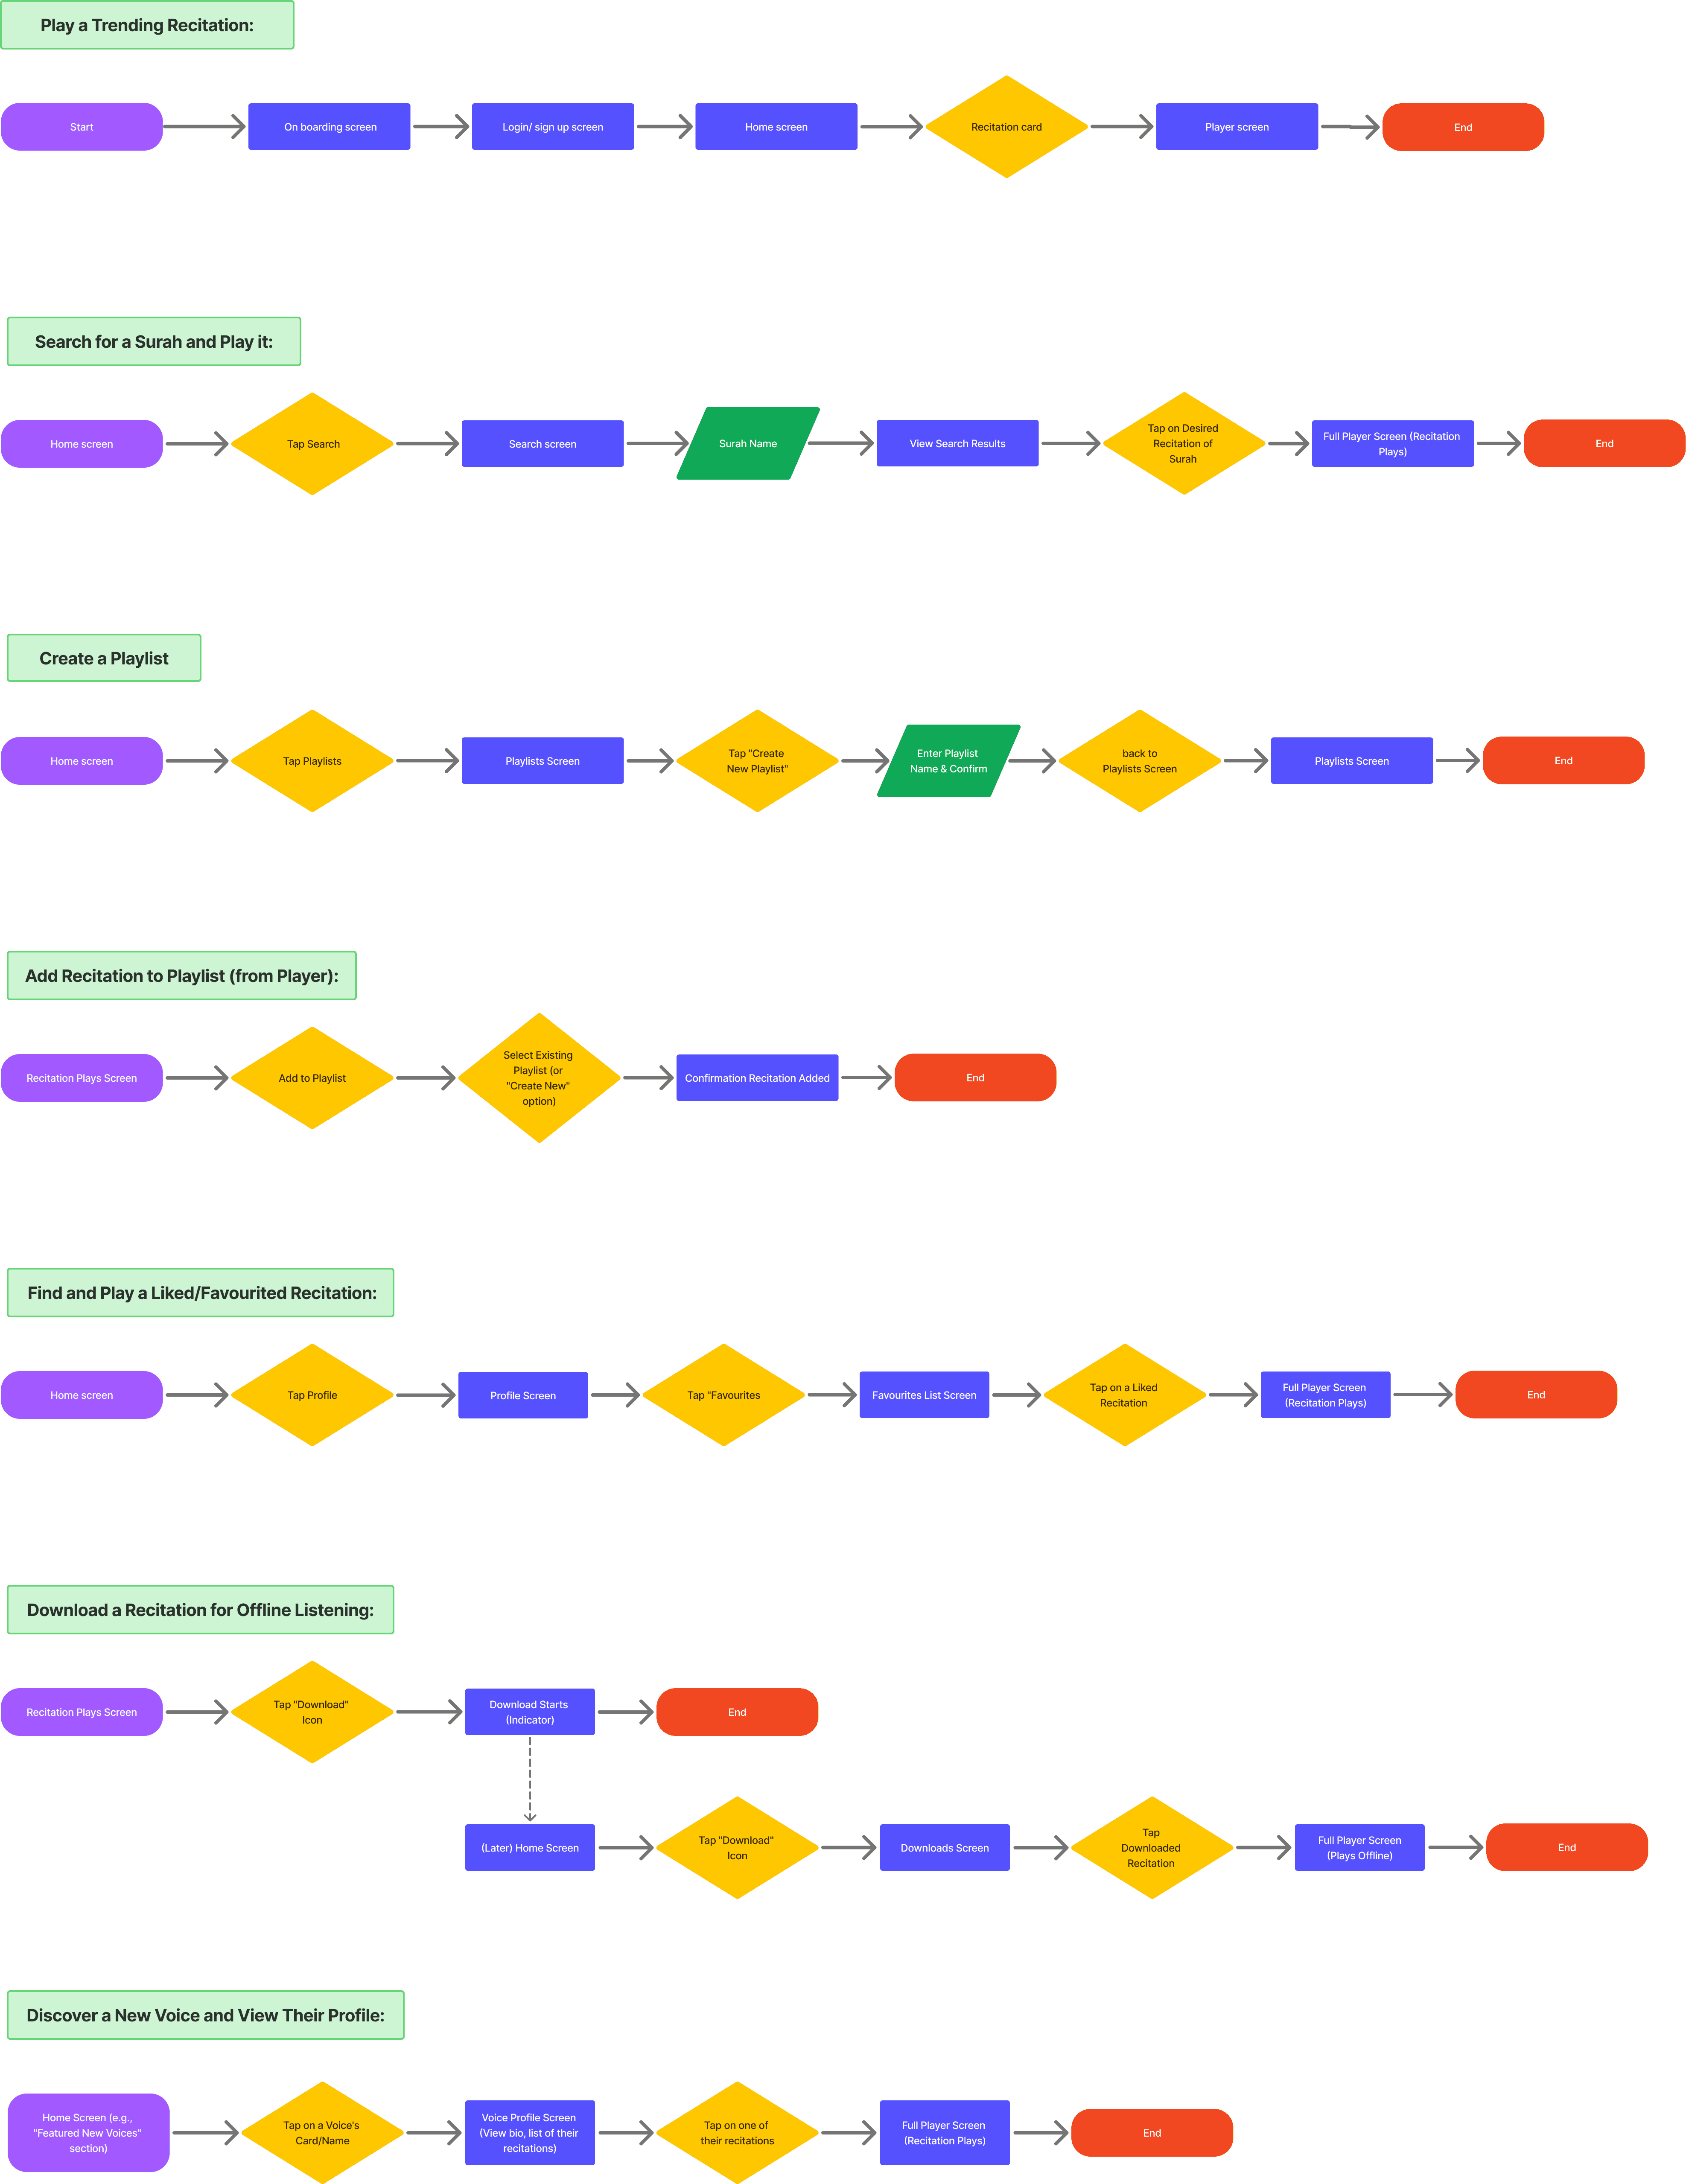 Play a Trending Recitation:
Start
On boarding screen
Login/ sign up screen
Home screen
Recitation card
Player screen
End
Search for a Surah and Play it:
Home screen
Tap Search
Search screen
Surah Name
View Search Results
Tap on Desired
Recitation of
Surah
Full Player Screen (Recitation
Plays)
End
Create a Playlist
Home screen
Tap Playlists
Playlists Screen
Tap "Create
New Playlist"
Enter Playlist
Name & Confirm
back to
Playlists Screen
Playlists Screen
End
Add Recitation to Playlist (from Player):
Recitation Plays Screen
Add to Playlist
Select Existing
Playlist (or
"Create New"
option)
Confirmation Recitation Added
End
Find and Play a Liked/Favourited Recitation:
Home screen
Tap Profile
Profile Screen
Tap "Favourites
Favourites List Screen
Tap on a Liked
Recitation
Full Player Screen
(Recitation Plays)
End
Download a Recitation for Offline Listening:
Recitation Plays Screen
Tap "Download"
Icon
Download Starts
(Indicator)
End
(Later) Home Screen
Tap "Download"
Icon
Downloads Screen
Tap
Downloaded
Recitation
Full Player Screen
(Plays Offline)
End
Discover a New Voice and View Their Profile:
Home Screen (e.g.,
"Featured New Voices"
section)
Tap on a Voice's
Card/Name
Voice Profile Screen
(View bio, list of their
recitations)
Tap on one of
their recitations
Full Player Screen
(Recitation Plays)
End